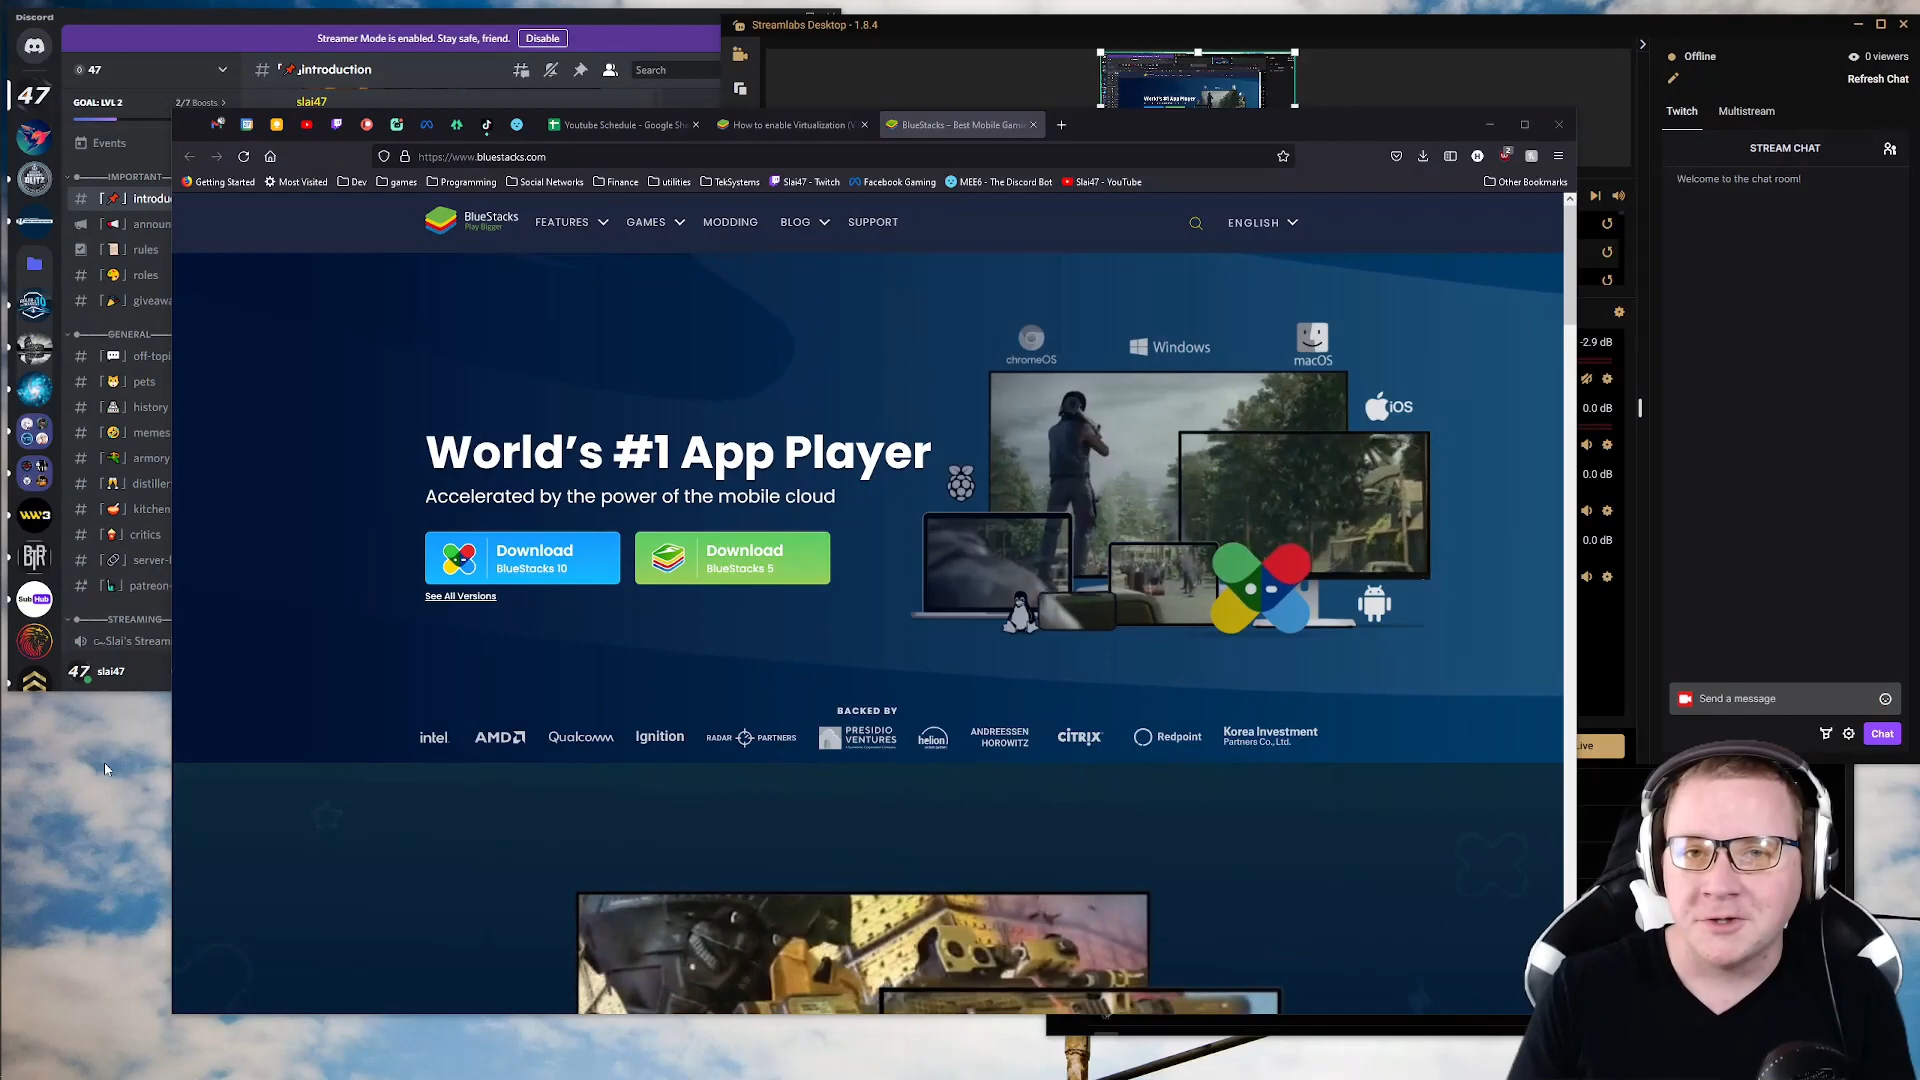 Discord
Streamer Mode is enabled. Stay safe, friend. Disable
47
introduction
Search
47
GOAL: LVL 2
2/7 Boosts
slai47
Events
IMPORTANT
introdu
announ
rules
roles
giveawa
GENERAL
off-topi
pets
history
memes
armory
distiller
kitchen
critics
server-l
patreon-
STREAMING
Slai's Stream
47 slai47
WW3
SubHub
Streamlabs Desktop - 1.8.4
Youtube Schedule - Google She
How to enable Virtualization (V
BlueStacks – Best Mobile Gami
https://www.bluestacks.com
Getting Started
Most Visited
Dev
games
Programming
Social Networks
Finance
utilities
TekSystems
Slai47 - Twitch
Facebook Gaming
MEE6 - The Discord Bot
Slai47 - YouTube
Other Bookmarks
BlueStacks
Play Bigger
FEATURES
GAMES
MODDING
BLOG
SUPPORT
ENGLISH
chromeOS
Windows
macOS
iOS
World's #1 App Player
Accelerated by the power of the mobile cloud
Download
BlueStacks 10
Download
BlueStacks 5
See All Versions
BACKED BY
intel.
AMD
Qualcomm
Ignition
RADAR PARTNERS
PRESIDIO
VENTURES
helion
ANDREESSEN
HOROWITZ
CITRIX
Redpoint
Korea Investment
Partners Co., Ltd.
Offline
0 viewers
Refresh Chat
Twitch
Multistream
STREAM CHAT
Welcome to the chat room!
-2.9 dB
0.0 dB
0.0 dB
0.0 dB
Live
Send a message
Chat